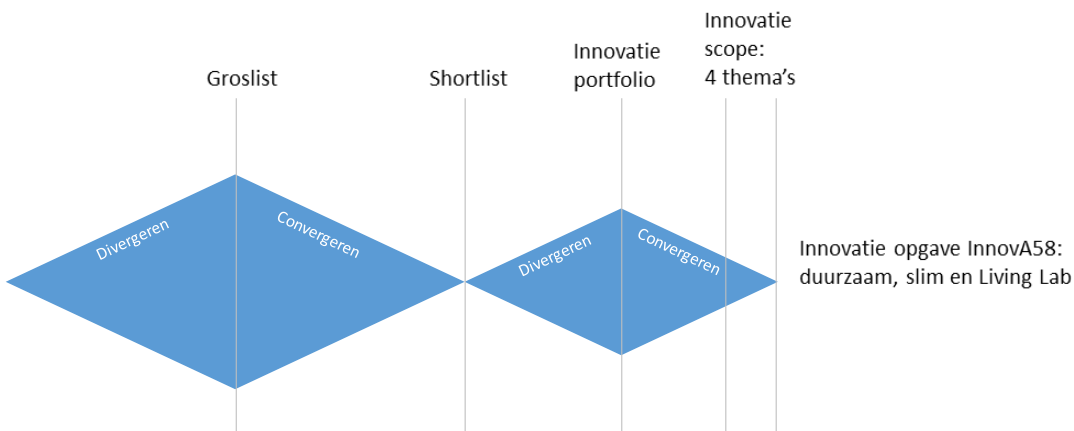 Groslist
Shortlist
Innovatie
portfolio
Innovatie
scope:
4 thema's
Divergeren
Convergeren
Divergeren
Convergeren
Innovatie opgave InnovA58:
duurzaam, slim en Living Lab